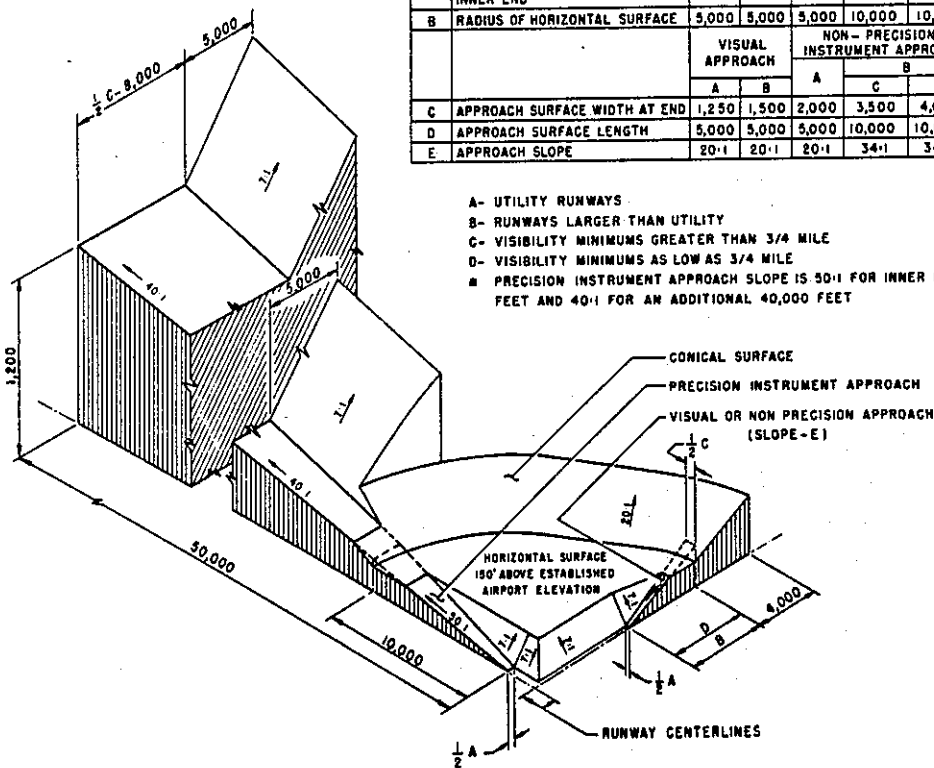 INNER END
B RADIUS OF HORIZONTAL SURFACE 5,000 5,000 5,000 10,000 10,
VISUAL APPROACH
NON-PRECISION INSTRUMENT APPRO
A B A B
C
C APPROACH SURFACE WIDTH AT END 1,250 1,500 2,000 3,500 4,
D APPROACH SURFACE LENGTH 5,000 5,000 5,000 10,000 10,
E APPROACH SLOPE 20:1 20:1 20:1 34:1 3
A- UTILITY RUNWAYS
B- RUNWAYS LARGER THAN UTILITY
C- VISIBILITY MINIMUMS GREATER THAN 3/4 MILE
D- VISIBILITY MINIMUMS AS LOW AS 3/4 MILE
PRECISION INSTRUMENT APPROACH SLOPE IS 50:1 FOR INNER
FEET AND 40:1 FOR AN ADDITIONAL 40,000 FEET
5,000
½ C-8,000
7:1
40:1
5,000
,200
7:1
40:1
CONICAL SURFACE
PRECISION INSTRUMENT APPROACH
VISUAL OR NON PRECISION APPROACH
(SLOPE-E)
½ C
20:1
HORIZONTAL SURFACE
150' ABOVE ESTABLISHED
AIRPORT ELEVATION
50,000
10,000
7:1
7:1
7:1
7:1
4,000
D
B
½ A
½ A
RUNWAY CENTERLINES